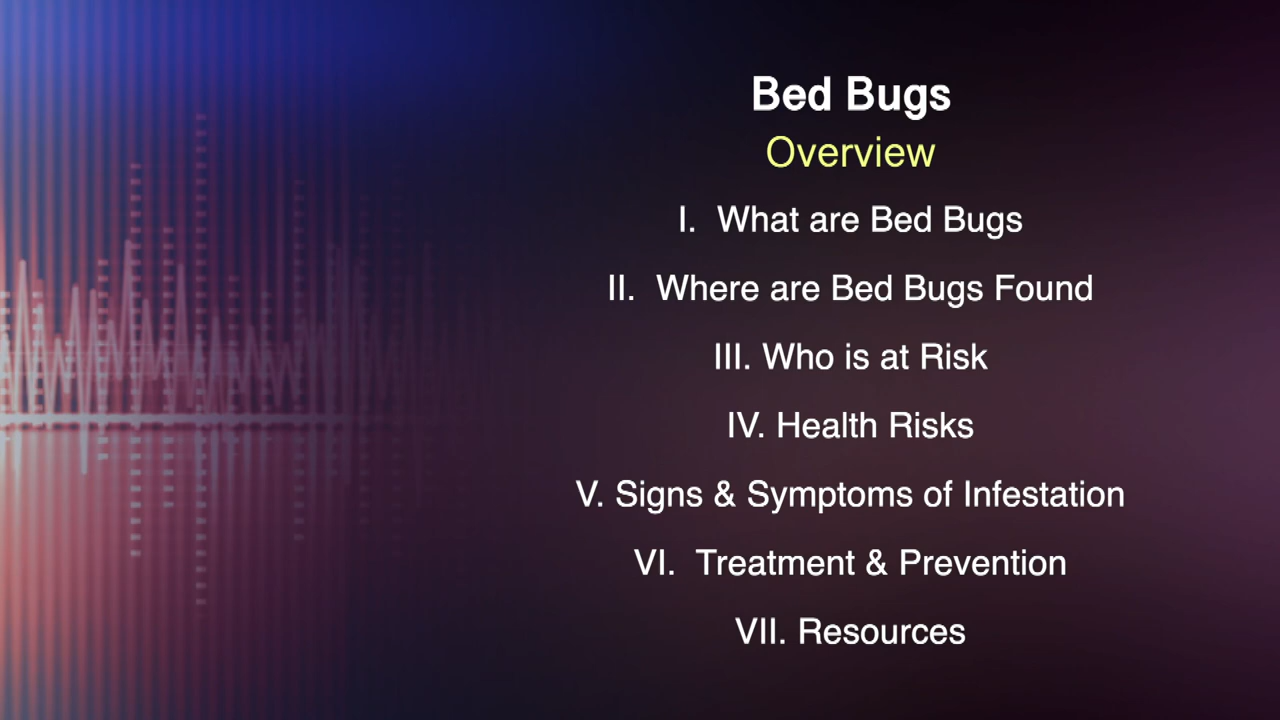 Bed Bugs
Overview
I. What are Bed Bugs
II. Where are Bed Bugs Found
III. Who is at Risk
IV. Health Risks
V. Signs & Symptoms of Infestation
VI. Treatment & Prevention
VII. Resources